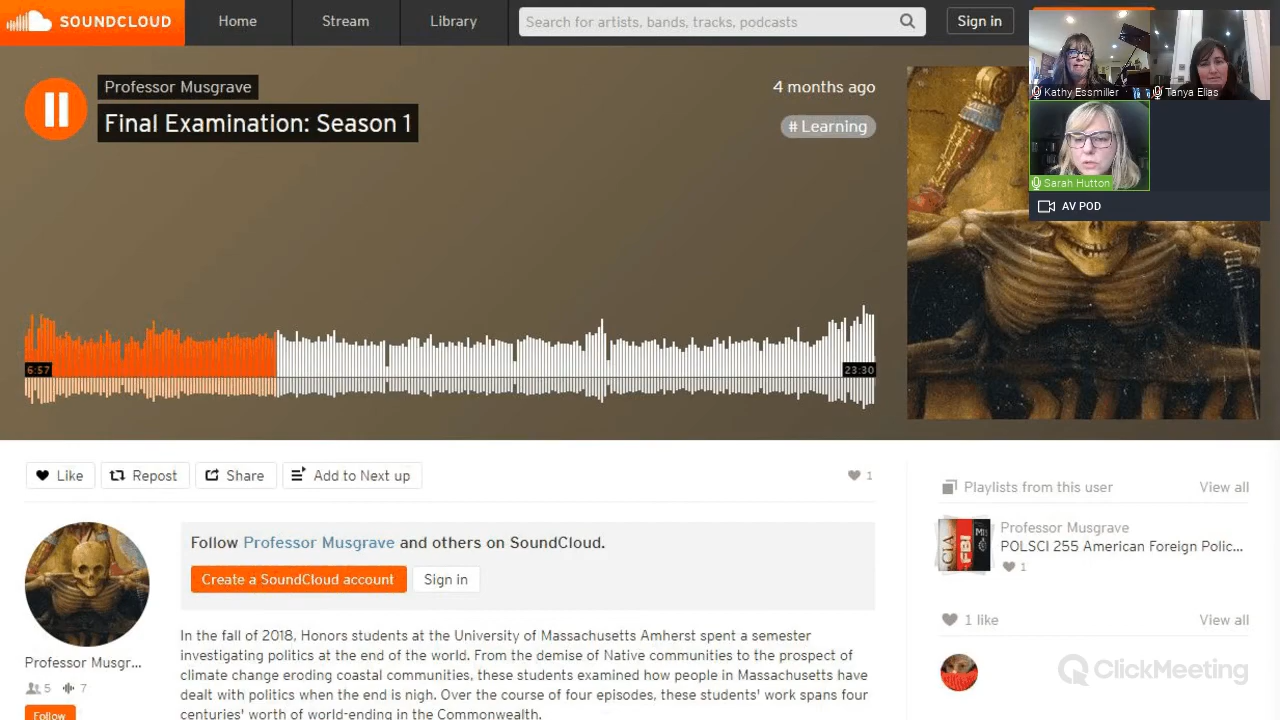 SOUNDCLOUD
Home
Stream
Library
Search for artists, bands, tracks, podcasts
Sign in
Kathy Essmiller
Tanya Elias
Sarah Hutton
AV POD
Professor Musgrave
4 months ago
Final Examination: Season 1
# Learning
6:57
23:30
Like
Repost
Share
Add to Next up
1
Playlists from this user
View all
Follow Professor Musgrave and others on SoundCloud.
Create a SoundCloud account
Sign in
CiA
FBI
Professor Musgrave
POLSCI 255 American Foreign Polic...
1
1 like
View all
In the fall of 2018, Honors students at the University of Massachusetts Amherst spent a semester
investigating politics at the end of the world. From the demise of Native communities to the prospect of
climate change eroding coastal communities, these students examined how people in Massachusetts have
dealt with politics when the end is nigh. Over the course of four episodes, these students' work spans four
centuries' worth of world-ending in the Commonwealth.
Professor Musgr...
5
7
Follow
ClickMeeting